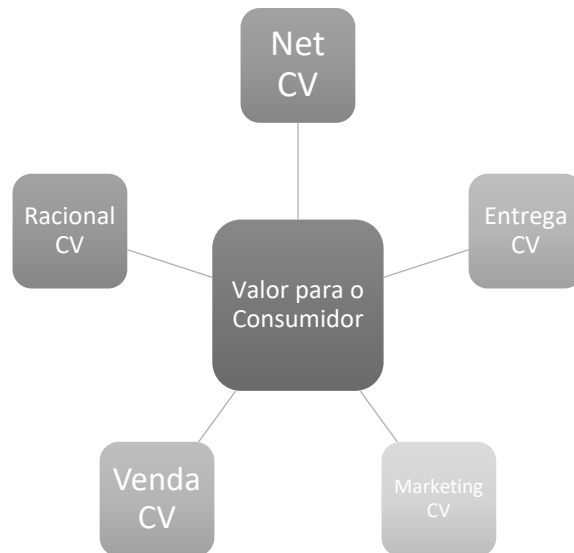 Net
CV
Racional
CV
Entrega
CV
Valor para o
Consumidor
Venda
CV
Marketing
CV